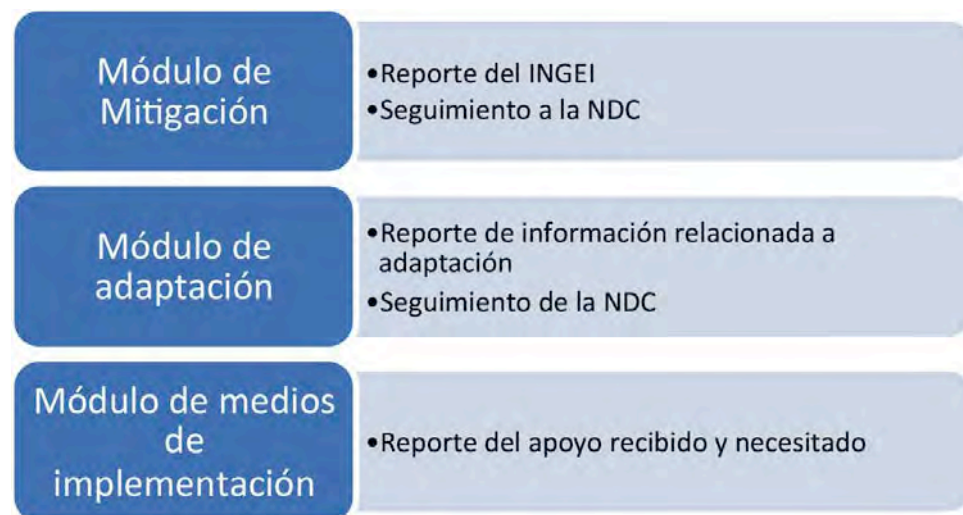 Módulo de
Mitigación
•Reporte del INGEI
•Seguimiento a la NDC
Módulo de
adaptación
•Reporte de información relacionada a
adaptación
•Seguimiento de la NDC
Módulo de medios
de
implementación
•Reporte del apoyo recibido y necesitado